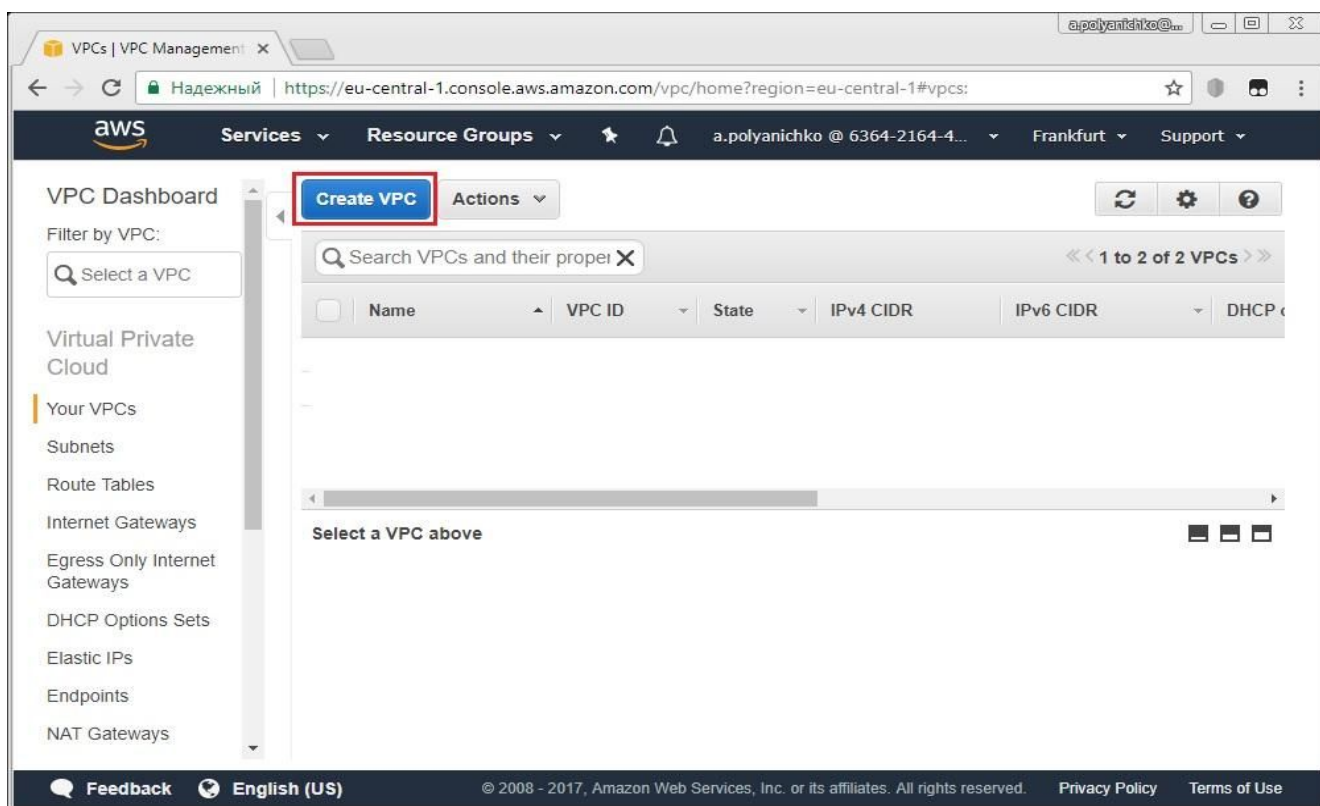 a.polyanichko@...
VPCs | VPC Management
Надежный | https://eu-central-1.console.aws.amazon.com/vpc/home?region=eu-central-1#vpcs:
aws Services Resource Groups a.polyanichko @ 6364-2164-4... Frankfurt Support
VPC Dashboard
Filter by VPC:
Select a VPC
Virtual Private
Cloud
Your VPCs
Subnets
Route Tables
Internet Gateways
Egress Only Internet
Gateways
DHCP Options Sets
Elastic IPs
Endpoints
NAT Gateways
Create VPC Actions
Search VPCs and their proper
1 to 2 of 2 VPCs
Name VPC ID State IPv4 CIDR IPv6 CIDR DHCP
Select a VPC above
Feedback English (US) © 2008 - 2017, Amazon Web Services, Inc. or its affiliates. All rights reserved. Privacy Policy Terms of Use